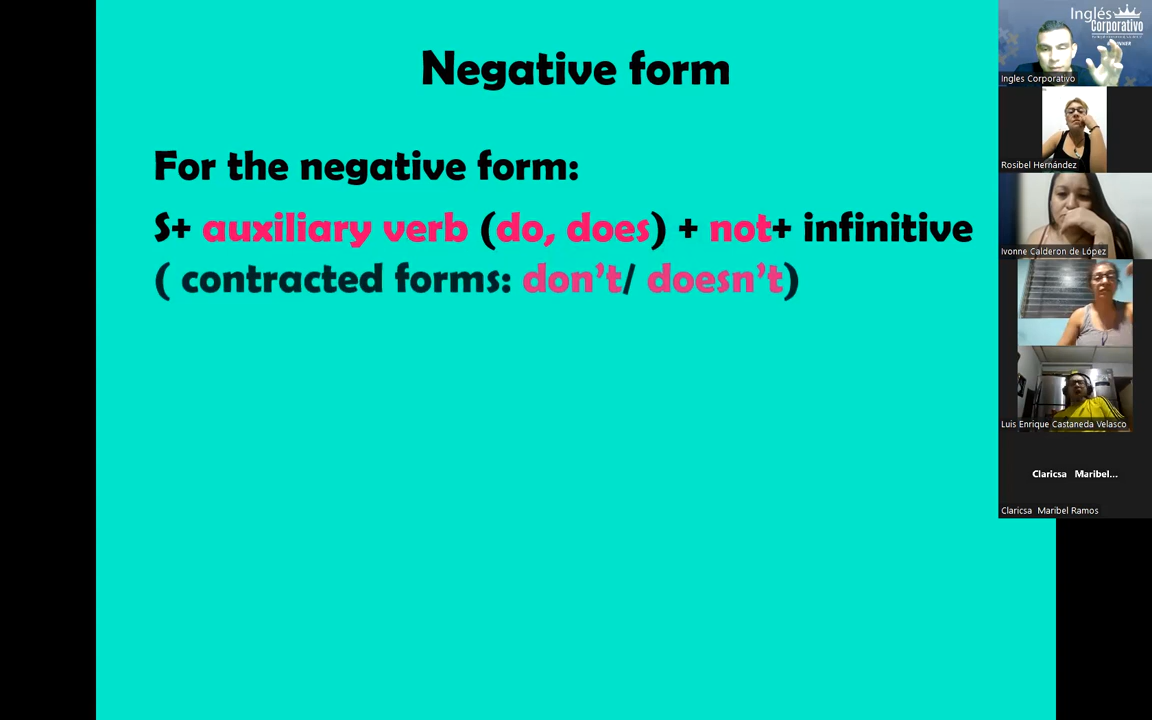 Negative form
For the negative form:
S+ auxiliary verb (do, does) + not+ infinitive
( contracted forms: don't/ doesn't)
Inglés
Corporativo
Ingles Corporativo
Rosibel Hernández
Ivonne Calderon de López
Luis Enrique Castaneda Velasco
Claricsa Maribel...
Claricsa Maribel Ramos